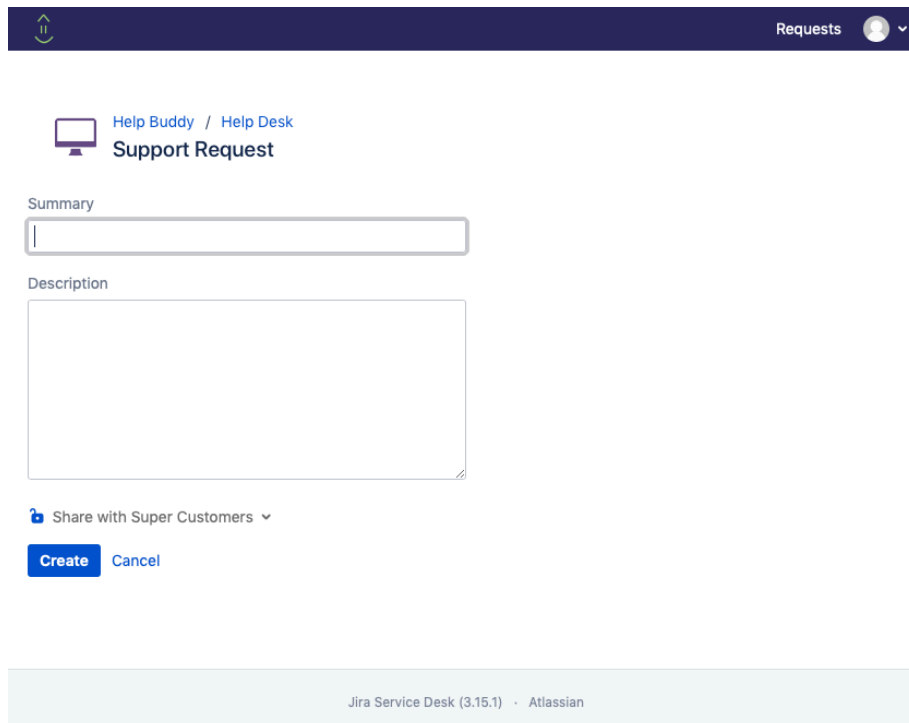 Requests
Help Buddy / Help Desk
Support Request
Summary
Description
Share with Super Customers
Create Cancel
Jira Service Desk (3.15.1) · Atlassian